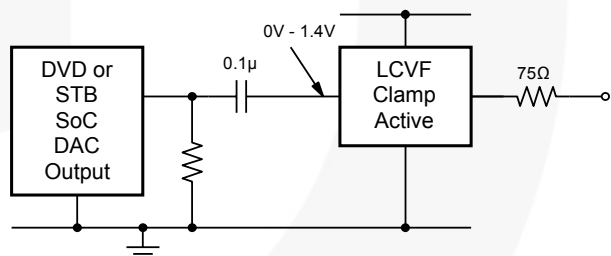 0V - 1.4V
DVD or
STB
SoC
DAC
Output
0.1µ
LCVF
Clamp
Active
75Ω